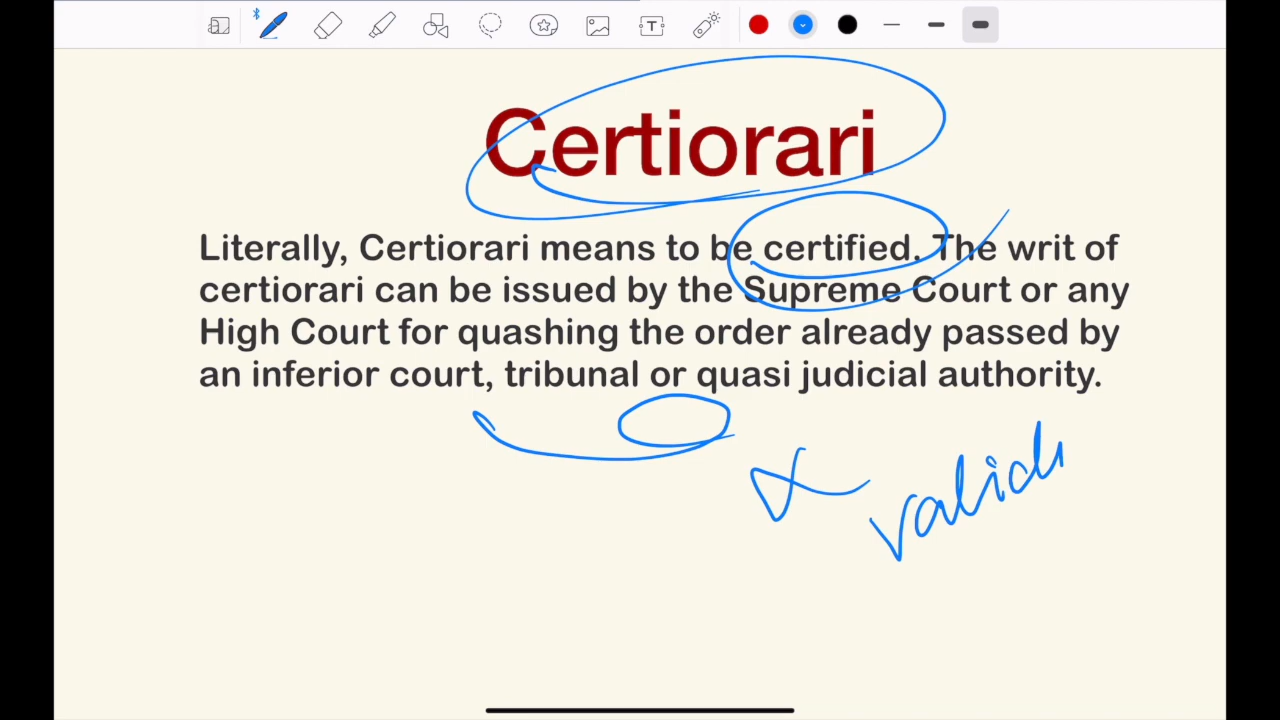 Certiorari
Literally, Certiorari means to be certified. The writ of
certiorari can be issued by the Supreme Court or any
High Court for quashing the order already passed by
an inferior court, tribunal or quasi judicial authority.
valid